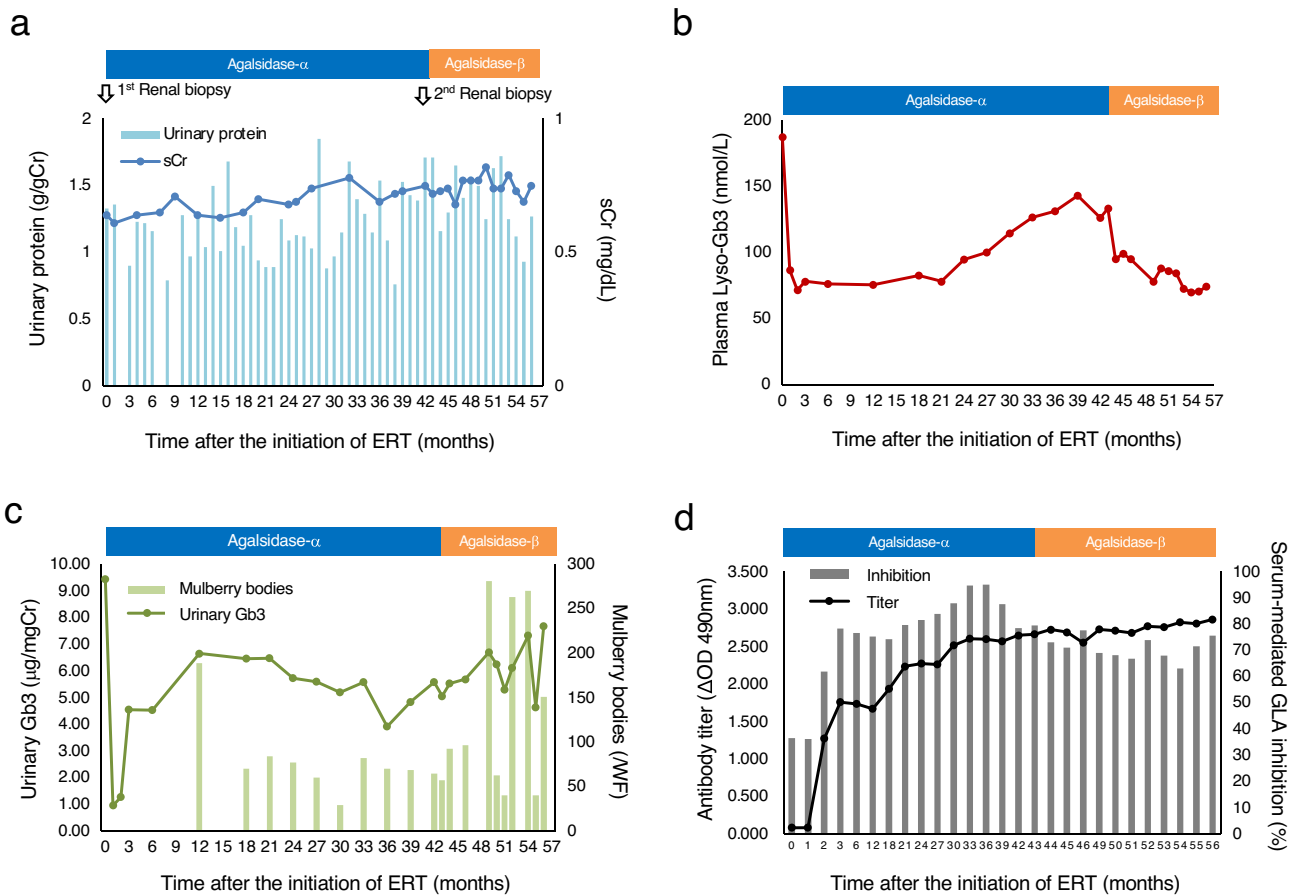 a
Agalsidase-α Agalsidase-β
1st Renal biopsy 2nd Renal biopsy
Urinary protein
sCr
Urinary protein (g/gCr)
2
1.5
1
0.5
0
sCr (mg/dL)
1
0.5
0
0 3 6 9 12 15 18 21 24 27 30 33 36 39 42 45 48 51 54 57
Time after the initiation of ERT (months)
b
Agalsidase-α Agalsidase-β
Plasma Lyso-Gb3 (nmol/L)
200
150
100
50
0
0 3 6 9 12 15 18 21 24 27 30 33 36 39 42 45 48 51 54 57
Time after the initiation of ERT (months)
c
Agalsidase-α Agalsidase-β
Mulberry bodies
Urinary Gb3
Urinary Gb3 (μg/mgCr)
10.00
9.00
8.00
7.00
6.00
5.00
4.00
3.00
2.00
1.00
0.00
Mulberry bodies
(/WF)
300
250
200
150
100
50
0
0 3 6 9 12 15 18 21 24 27 30 33 36 39 42 45 48 51 54 57
Time after the initiation of ERT (months)
d
Agalsidase-α Agalsidase-β
Inhibition
Titer
Antibody titer (ΔOD 490nm)
3.500
3.000
2.500
2.000
1.500
1.000
0.500
0.000
Serum-mediated GLA
inhibition (%)
100
90
80
70
60
50
40
30
20
10
0
0 1 2 3 6 12 18 21 24 27 30 33 36 39 42 43 44 45 46 49 50 51 52 53 54 55 56
Time after the initiation of ERT (months)